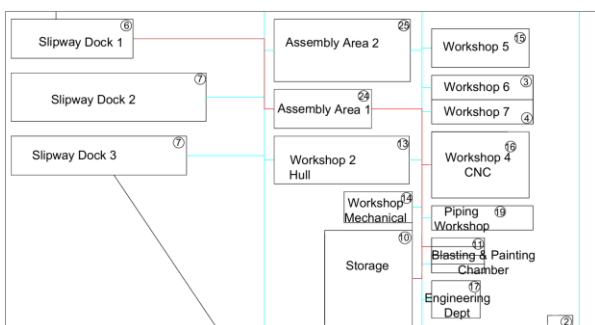 6
Slipway Dock 1
7
Slipway Dock 2
7
Slipway Dock 3
25
Assembly Area 2
24
Assembly Area 1
13
Workshop 2
Hull
14
Workshop
Mechanical
10
Storage
15
Workshop 5
3
Workshop 6
Workshop 7
4
16
Workshop 4
CNC
Piping 19
Workshop
11
Blasting & Painting
Chamber
17
Engineering
Dept
2